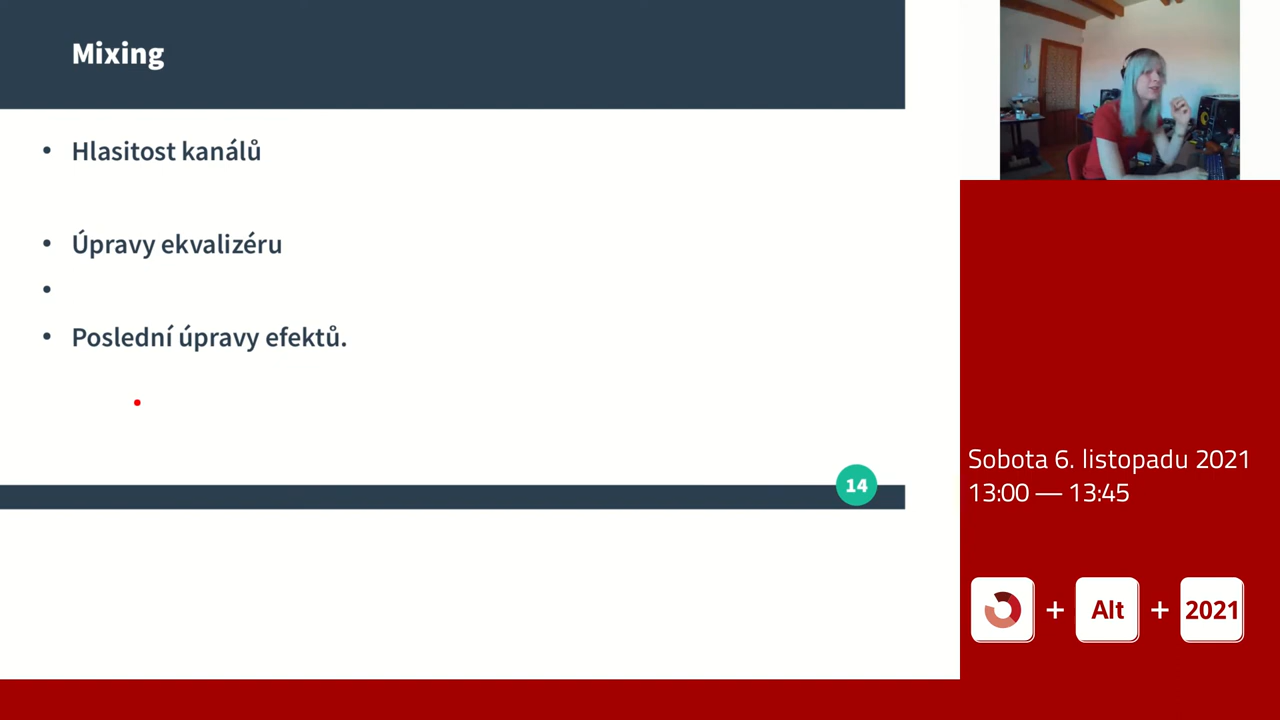 Mixing
• Hlasitost kanálů
• Úpravy ekvalizéru
•
• Poslední úpravy efektů.
14
Sobota 6. listopadu 2021
13:00 — 13:45
+ Alt + 2021